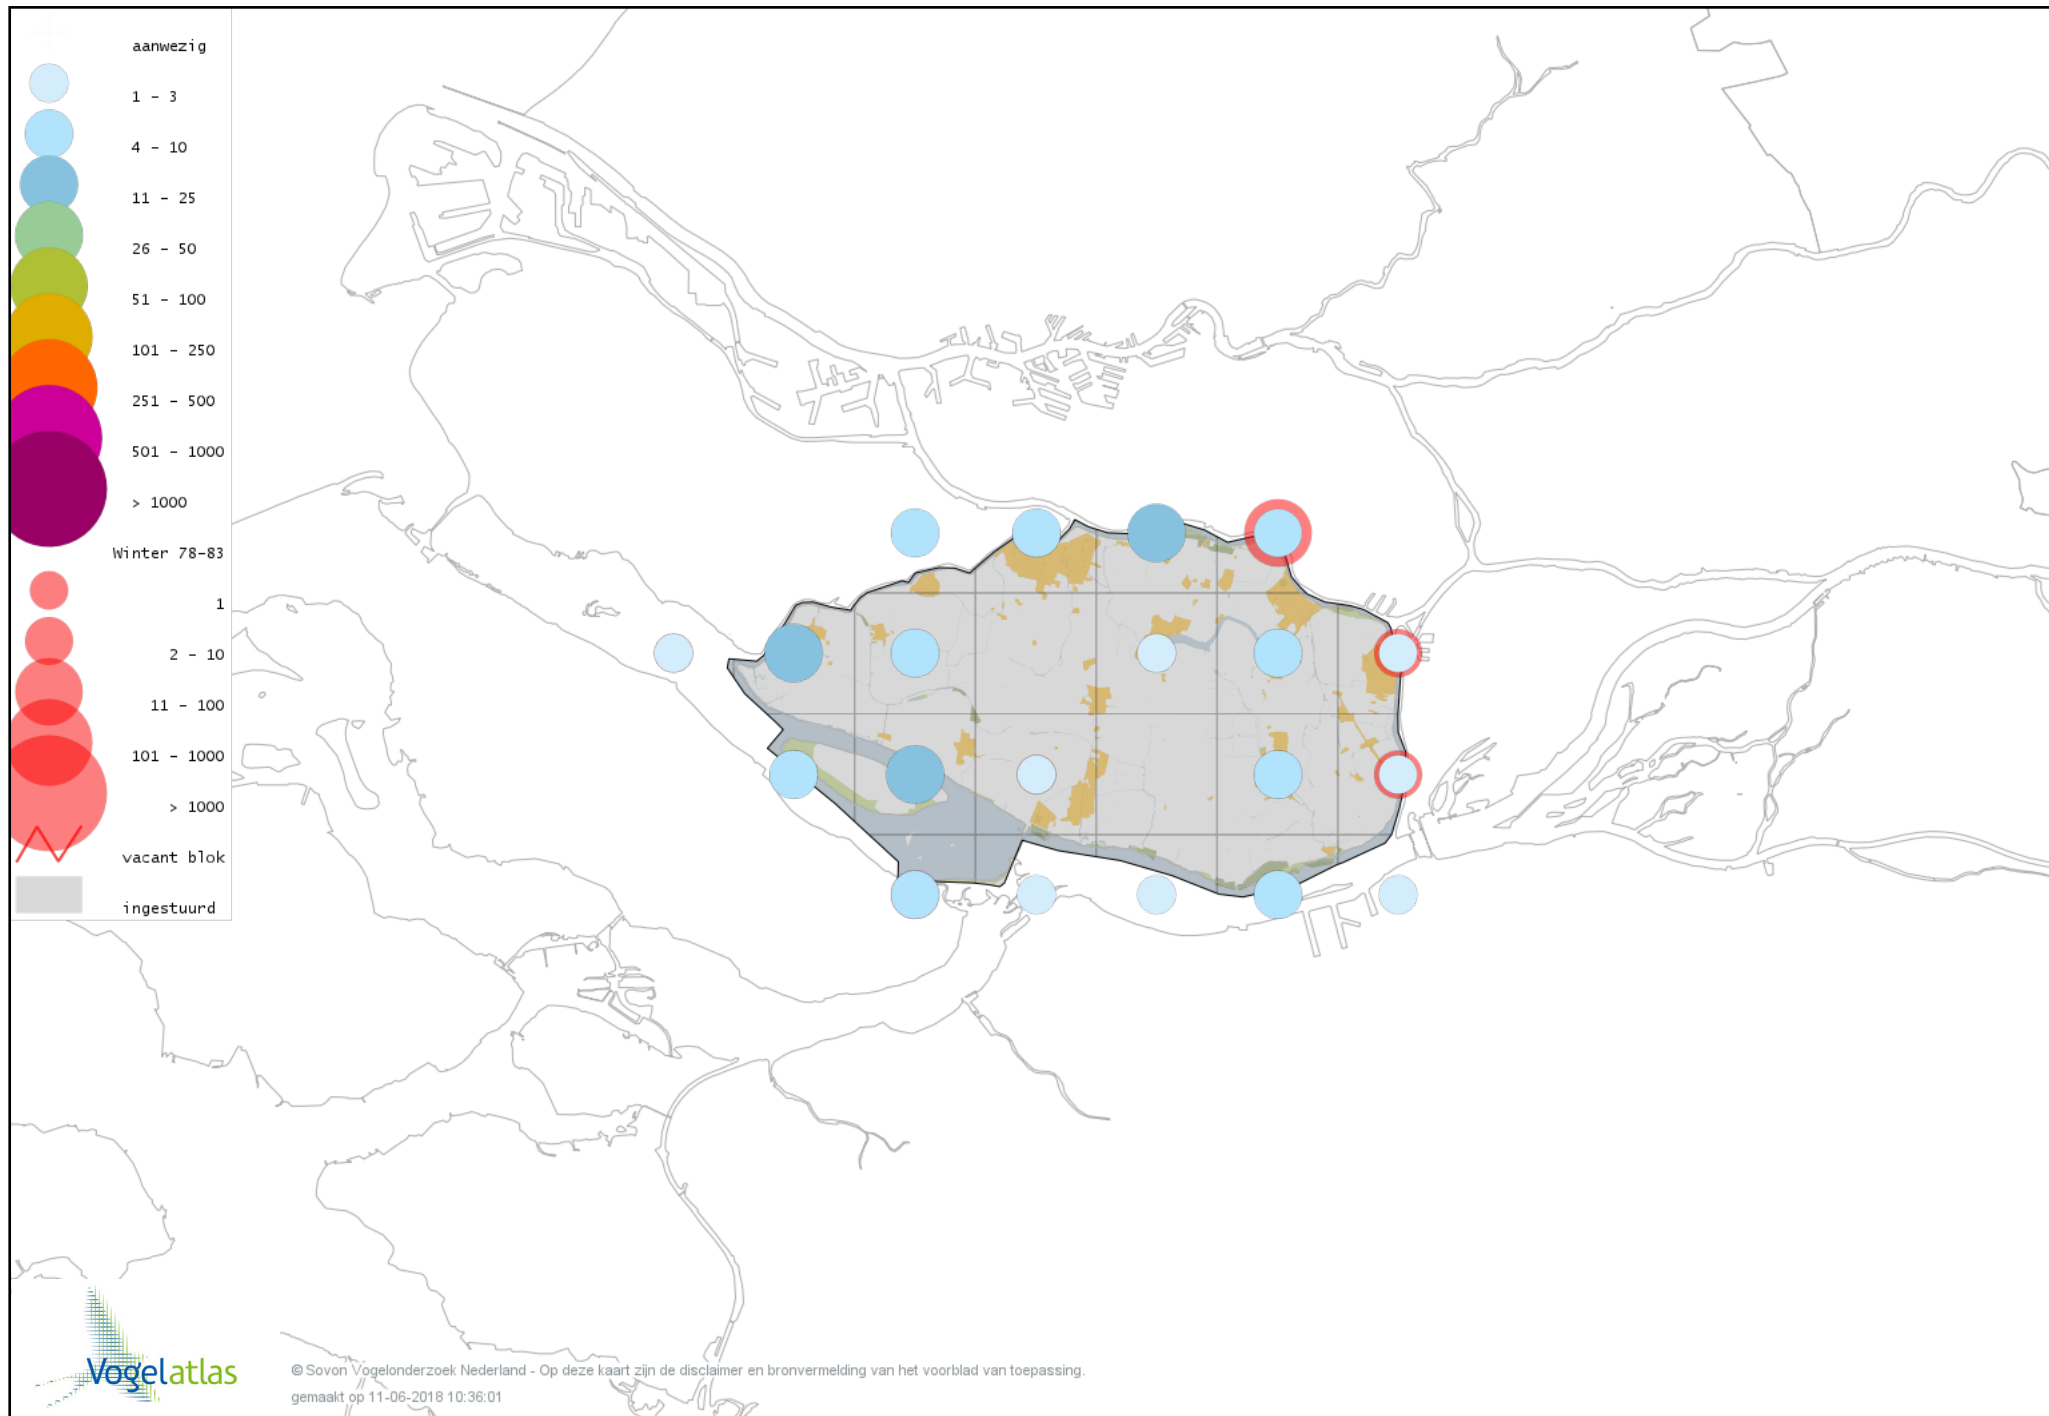 aanwezig
1 - 3
4 - 10
11 - 25
26 - 50
51 - 100
101 - 250
251 - 500
501 - 1000
> 1000
Winter 78-83
1
2 - 10
11 - 100
101 - 1000
> 1000
vacant blok
ingestuurd
Vogelatlas
© Sovon Vogelonderzoek Nederland - Op deze kaart zijn de disclaimer en bronvermelding van het voorblad van toepassing.
gemaakt op 11-06-2018 10:36:01